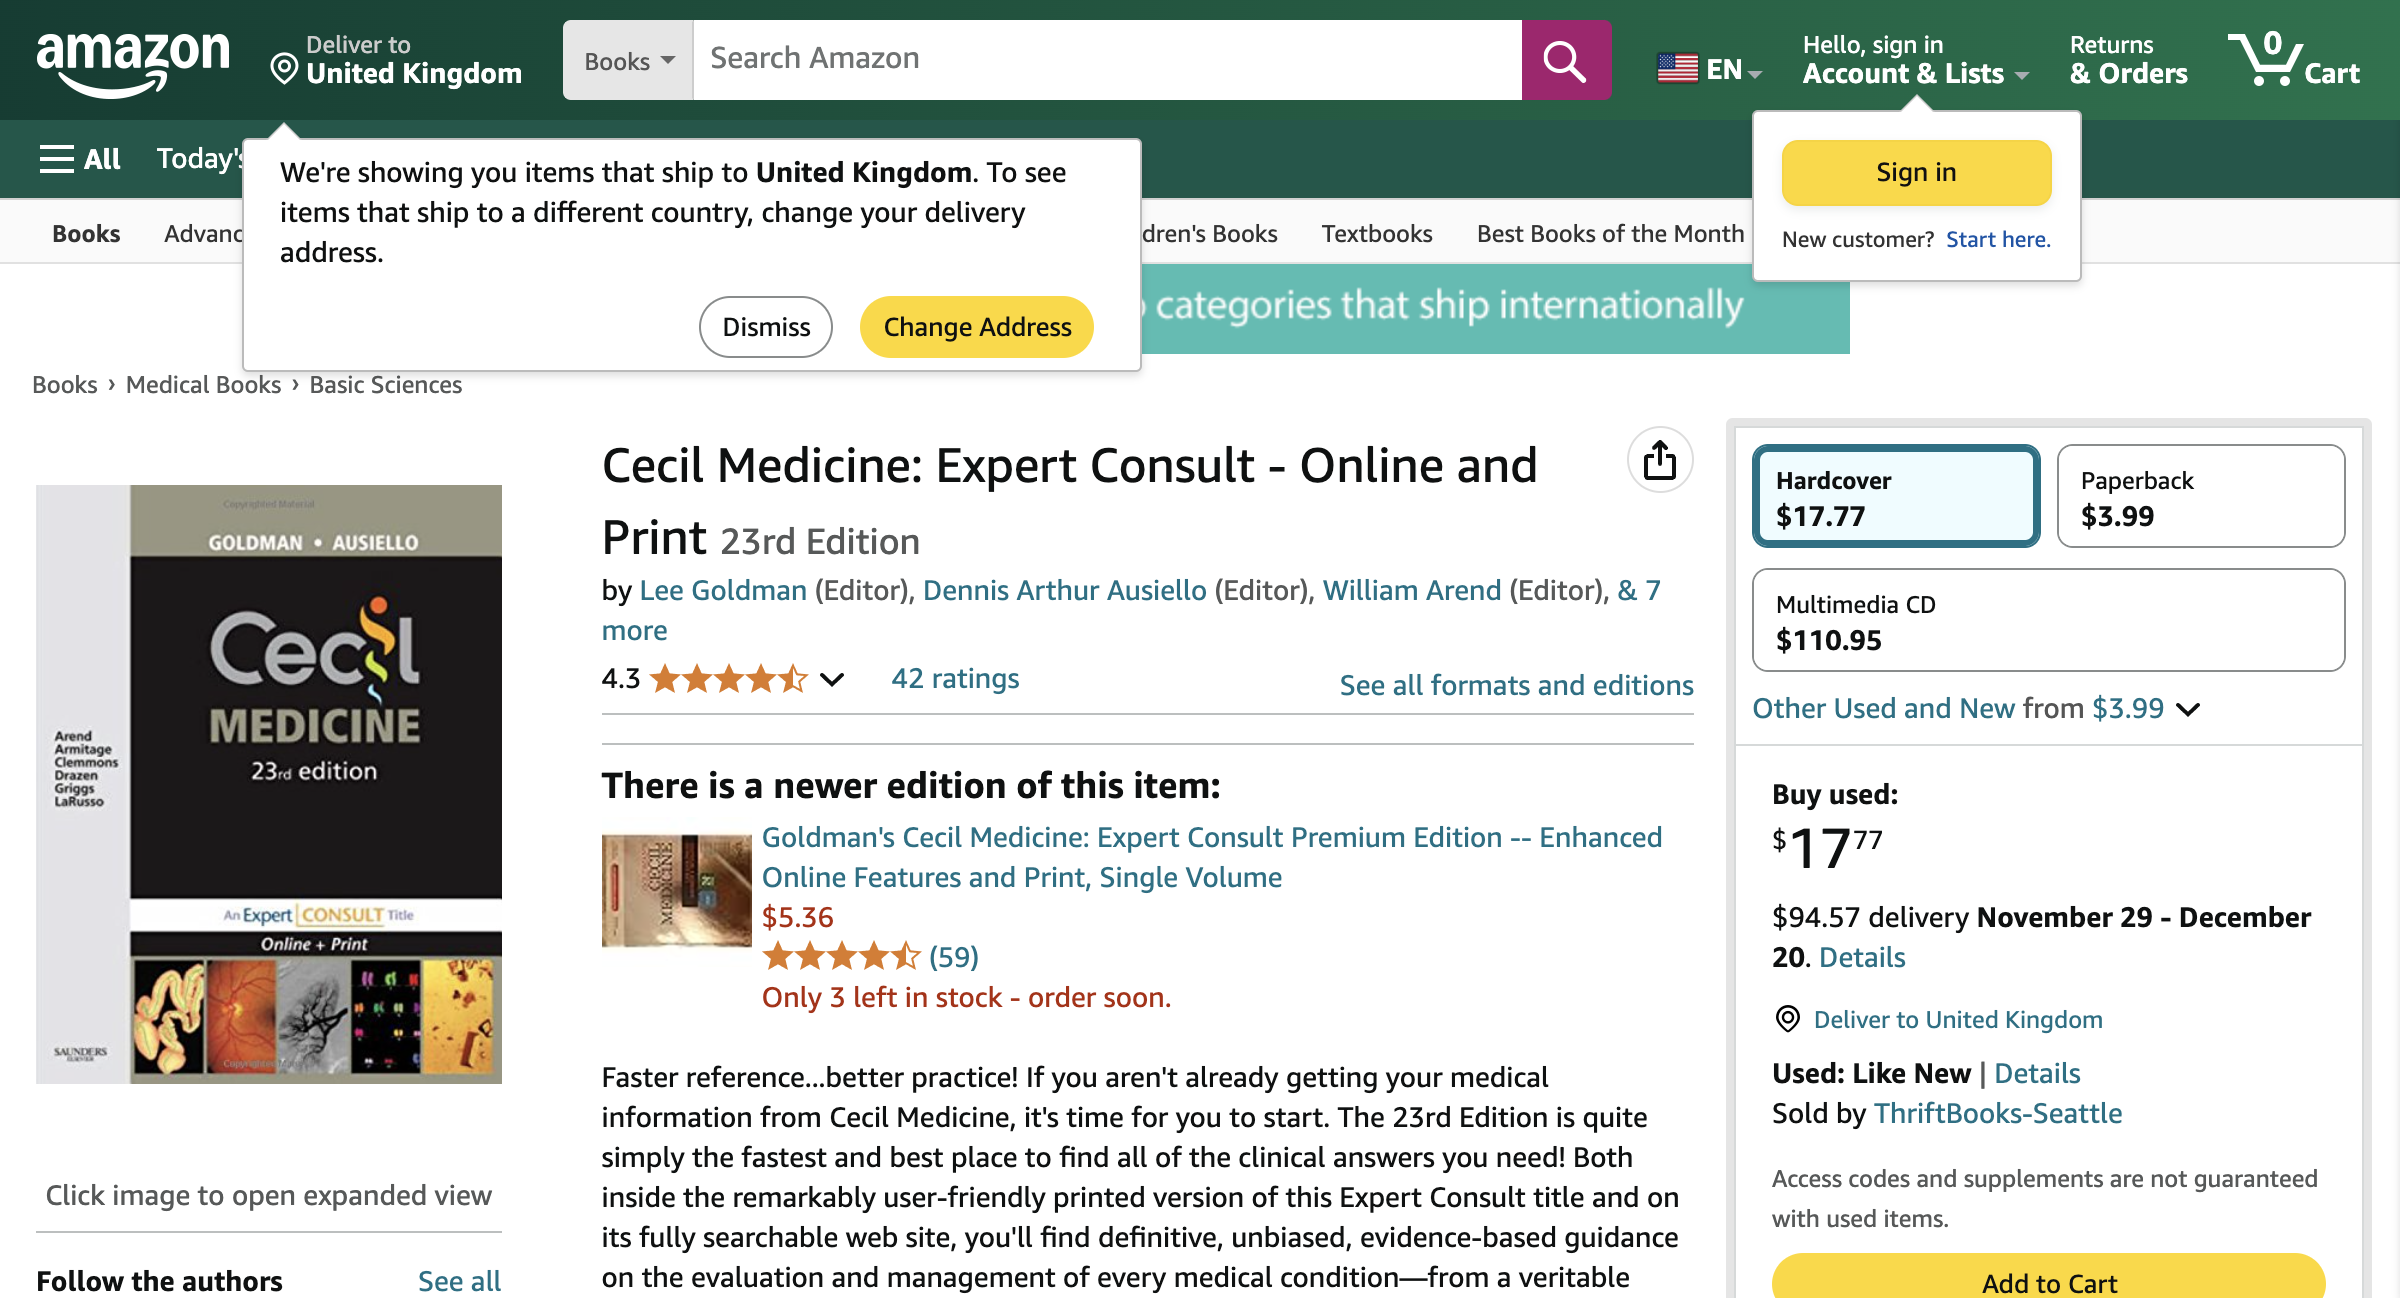 amazon
Deliver to
United Kingdom
Books
Search Amazon
EN
Hello, sign in
Account & Lists
Returns
& Orders
0
Cart
All
Today's
We're showing you items that ship to United Kingdom. To see
items that ship to a different country, change your delivery
address.
Dismiss
Change Address
Sign in
New customer? Start here.
Books
Advanc
dren's Books
Textbooks
Best Books of the Month
categories that ship internationally
Books › Medical Books › Basic Sciences
Copyrighted Material
GOLDMAN • AUSIELLO
Cecil
MEDICINE
23rd edition
Arend
Armitage
Clemmons
Drazen
Griggs
LaRusso
An Expert CONSULT Title
Online + Print
SAUNDERS
ELSEVIER
Click image to open expanded view
Follow the authors
See all
Cecil Medicine: Expert Consult - Online and
Print 23rd Edition
by Lee Goldman (Editor), Dennis Arthur Ausiello (Editor), William Arend (Editor), & 7
more
4.3
42 ratings
See all formats and editions
There is a newer edition of this item:
CECIL
MEDICINE
Goldman's Cecil Medicine: Expert Consult Premium Edition -- Enhanced
Online Features and Print, Single Volume
$5.36
(59)
Only 3 left in stock - order soon.
Faster reference...better practice! If you aren't already getting your medical
information from Cecil Medicine, it's time for you to start. The 23rd Edition is quite
simply the fastest and best place to find all of the clinical answers you need! Both
inside the remarkably user-friendly printed version of this Expert Consult title and on
its fully searchable web site, you'll find definitive, unbiased, evidence-based guidance
on the evaluation and management of every medical condition—from a veritable
Hardcover
$17.77
Paperback
$3.99
Multimedia CD
$110.95
Other Used and New from $3.99
Buy used:
$17 77
$94.57 delivery November 29 - December
20. Details
Deliver to United Kingdom
Used: Like New | Details
Sold by ThriftBooks-Seattle
Access codes and supplements are not guaranteed
with used items.
Add to Cart